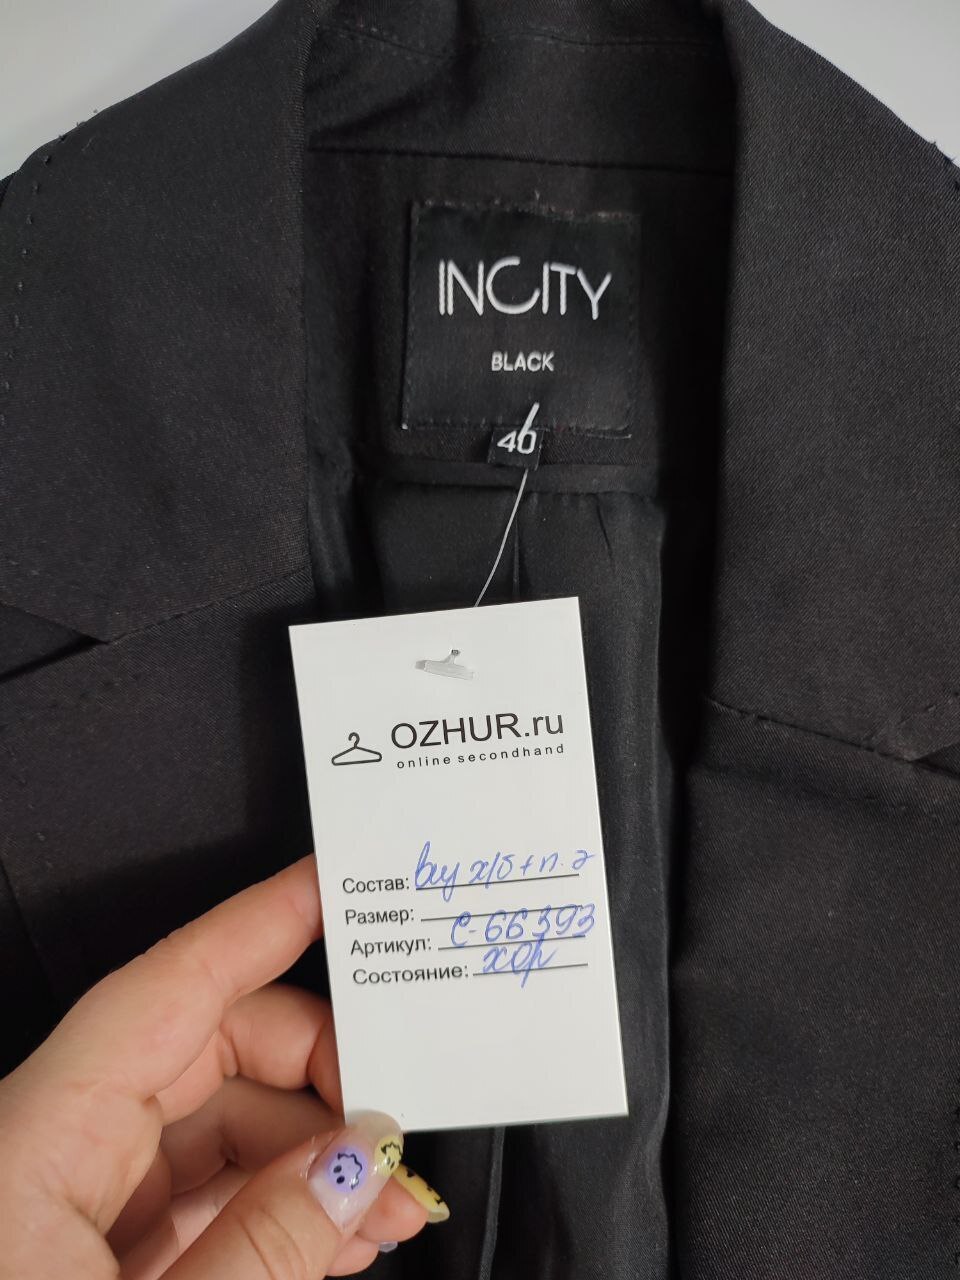 INCITY
BLACK
40
OZHUR.ru
online secondhand
Состав: х/б + п.э
Размер:
Артикул: С-66393
Состояние: хор